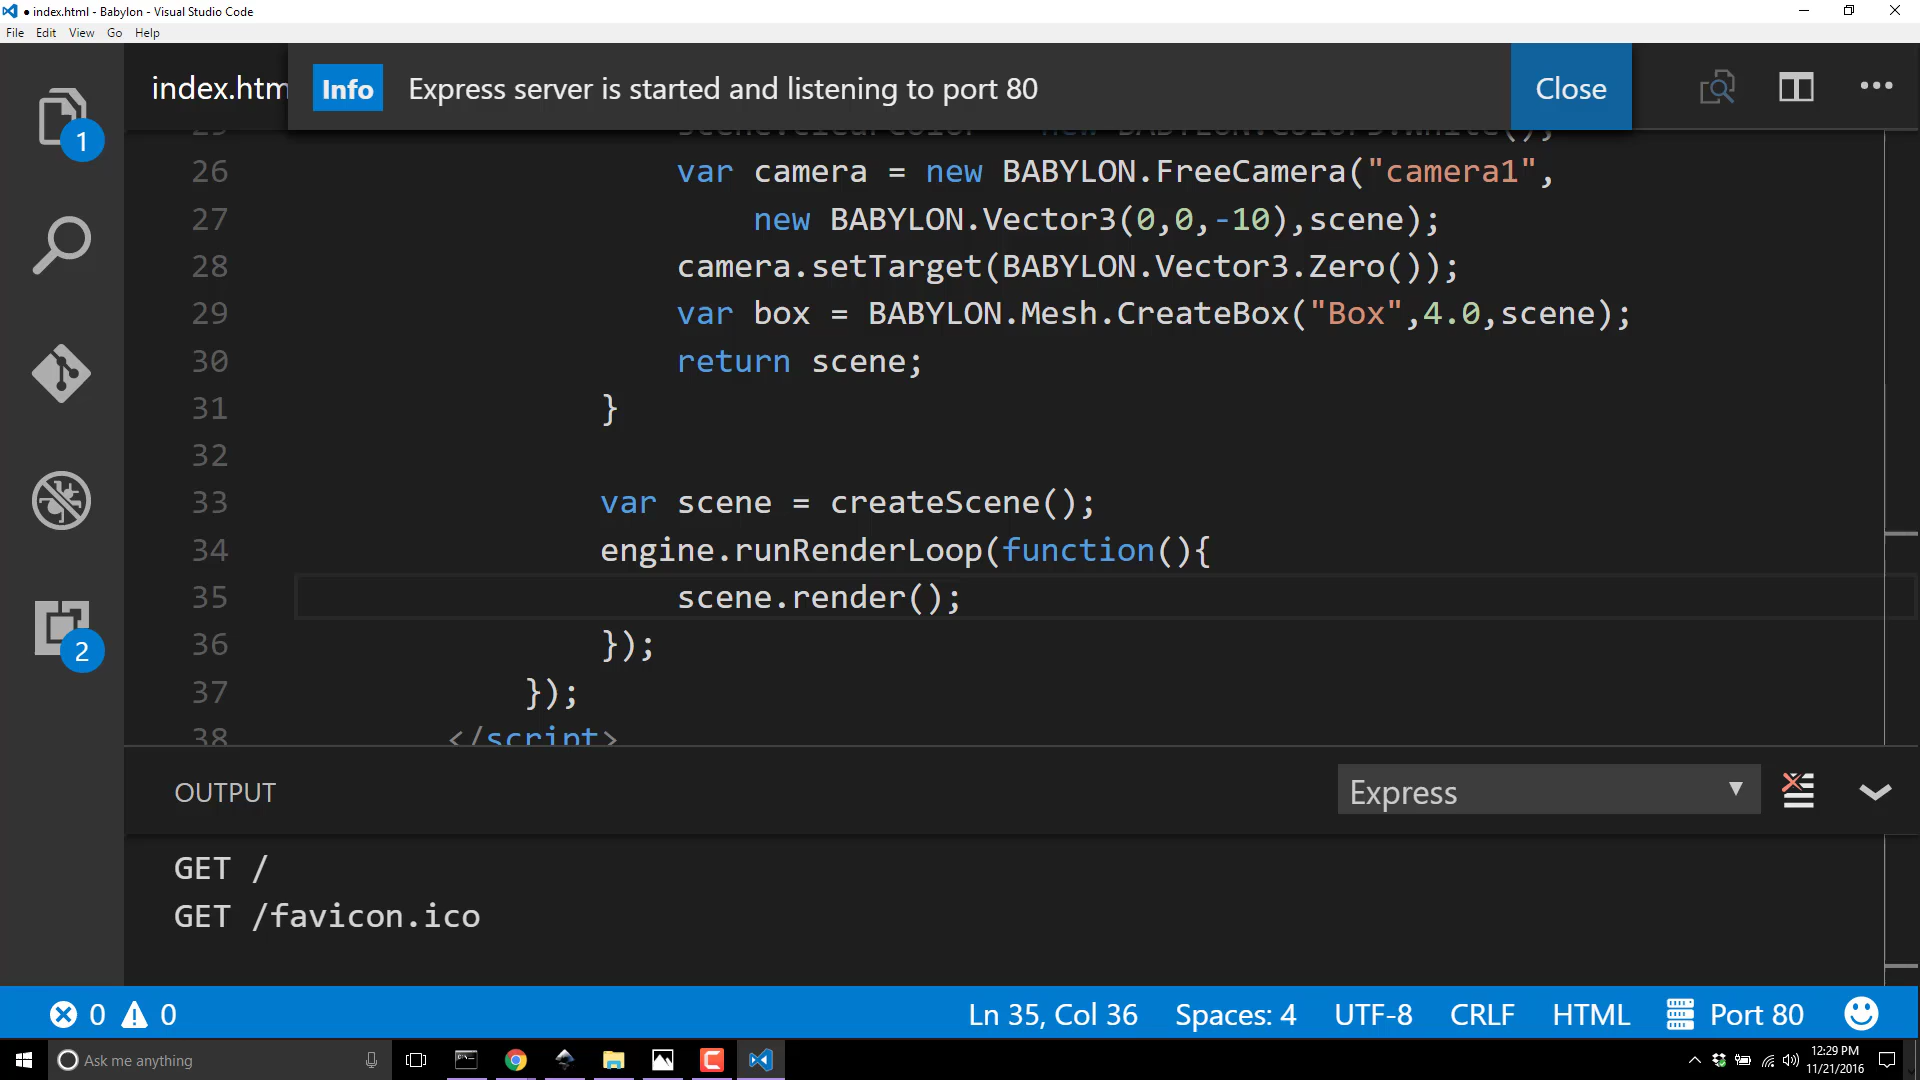 index.html - Babylon - Visual Studio Code
File Edit View Go Help
index.htm
Info Express server is started and listening to port 80 Close
26 var camera = new BABYLON.FreeCamera("camera1",
27 new BABYLON.Vector3(0,0,-10),scene);
28 camera.setTarget(BABYLON.Vector3.Zero());
29 var box = BABYLON.Mesh.CreateBox("Box",4.0,scene);
30 return scene;
31 }
32
33 var scene = createScene();
34 engine.runRenderLoop(function(){
35 scene.render();
36 });
37 });
38 </script>
1
2
OUTPUT Express
GET /
GET /favicon.ico
0 0 Ln 35, Col 36 Spaces: 4 UTF-8 CRLF HTML Port 80
Ask me anything
12:29 PM
11/21/2016